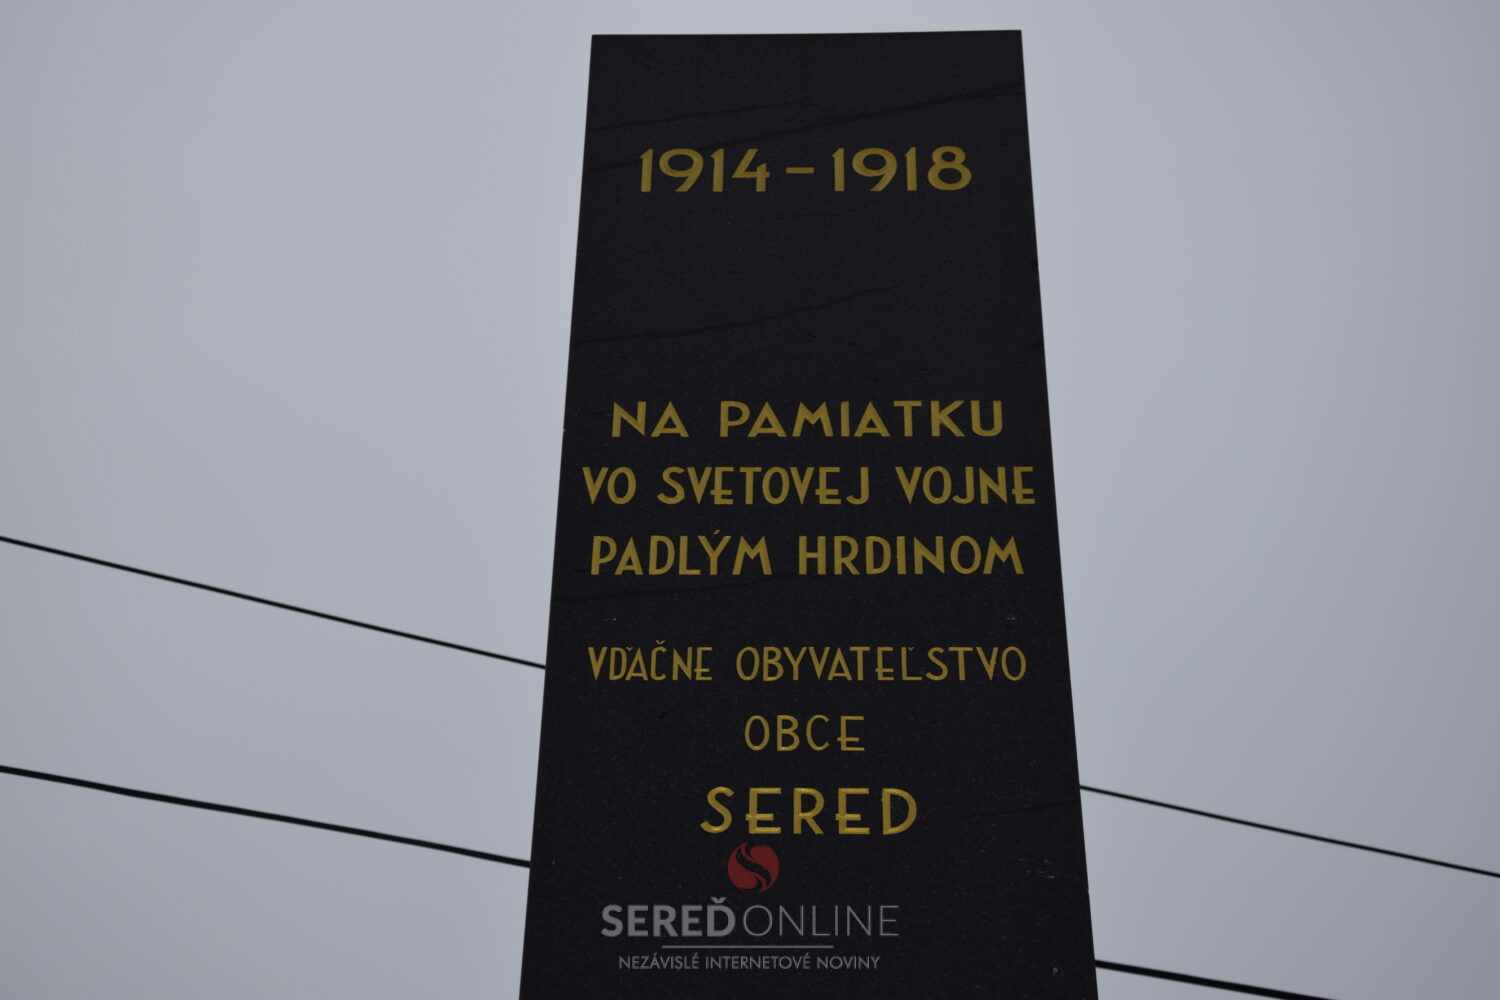 1914-1918
NA PAMIATKU
VO SVETOVEJ VOJNE
PADLÝM HRDINOM
VĎAČNE OBYVATEĽSTVO
OBCE
SERED
SEREĎONLINE
NEZÁVISLÉ INTERNETOVÉ NOVINY